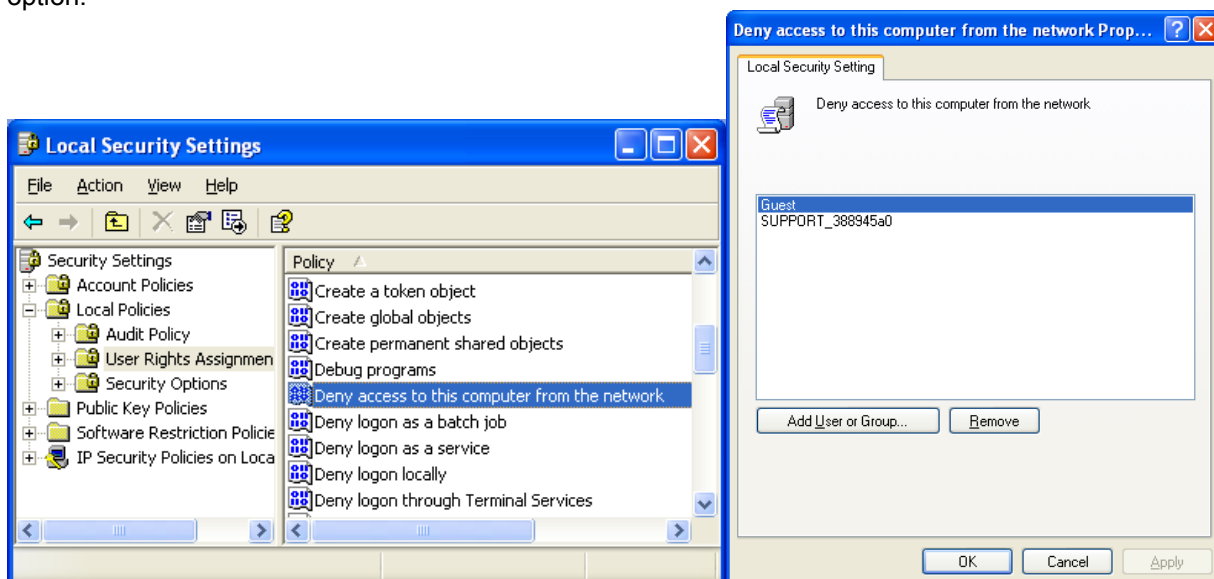 option.
Local Security Settings
File Action View Help
Security Settings
Account Policies
Local Policies
Audit Policy
User Rights Assignmen
Security Options
Public Key Policies
Software Restriction Policie
IP Security Policies on Loca
Policy
Create a token object
Create global objects
Create permanent shared objects
Debug programs
Deny access to this computer from the network
Deny logon as a batch job
Deny logon as a service
Deny logon locally
Deny logon through Terminal Services
Deny access to this computer from the network Prop...
Local Security Setting
Deny access to this computer from the network
Guest
SUPPORT_388945a0
Add User or Group... Remove
OK Cancel Apply